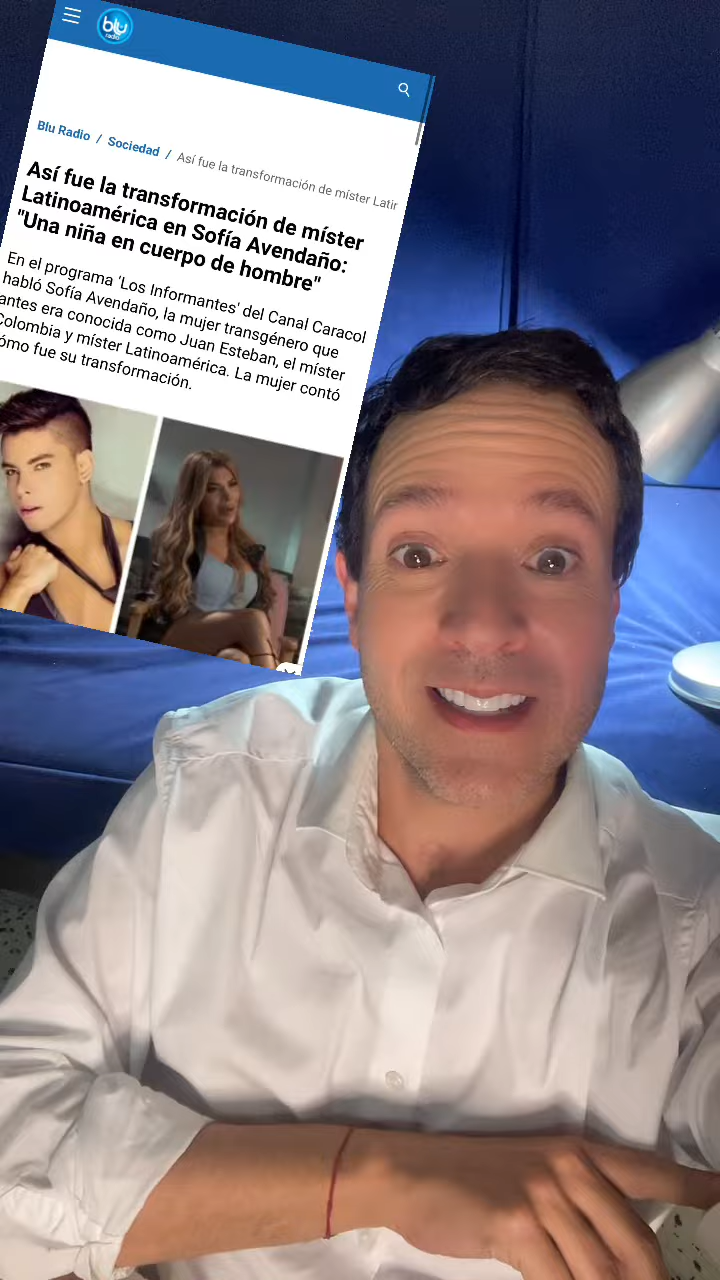 blu
radio
Blu Radio / Sociedad / Así fue la transformación de míster Latir
Así fue la transformación de míster
Latinoamérica en Sofía Avendaño:
"Una niña en cuerpo de hombre"
En el programa 'Los Informantes' del Canal Caracol
habló Sofía Avendaño, la mujer transgénero que
antes era conocida como Juan Esteban, el míster
Colombia y míster Latinoamérica. La mujer contó
ómo fue su transformación.